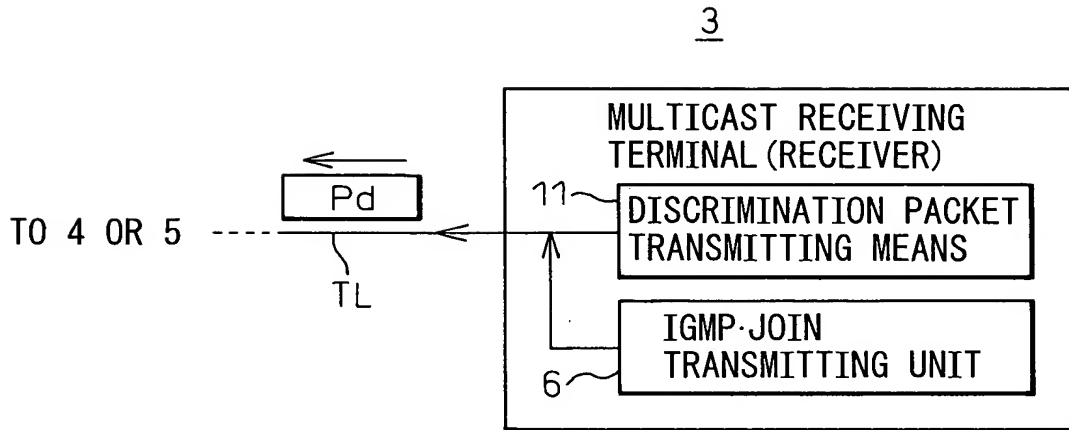 3
MULTICAST RECEIVING
TERMINAL (RECEIVER)
Pd
11
DISCRIMINATION PACKET
TRANSMITTING MEANS
TO 4 OR 5
TL
IGMP·JOIN
TRANSMITTING UNIT
6